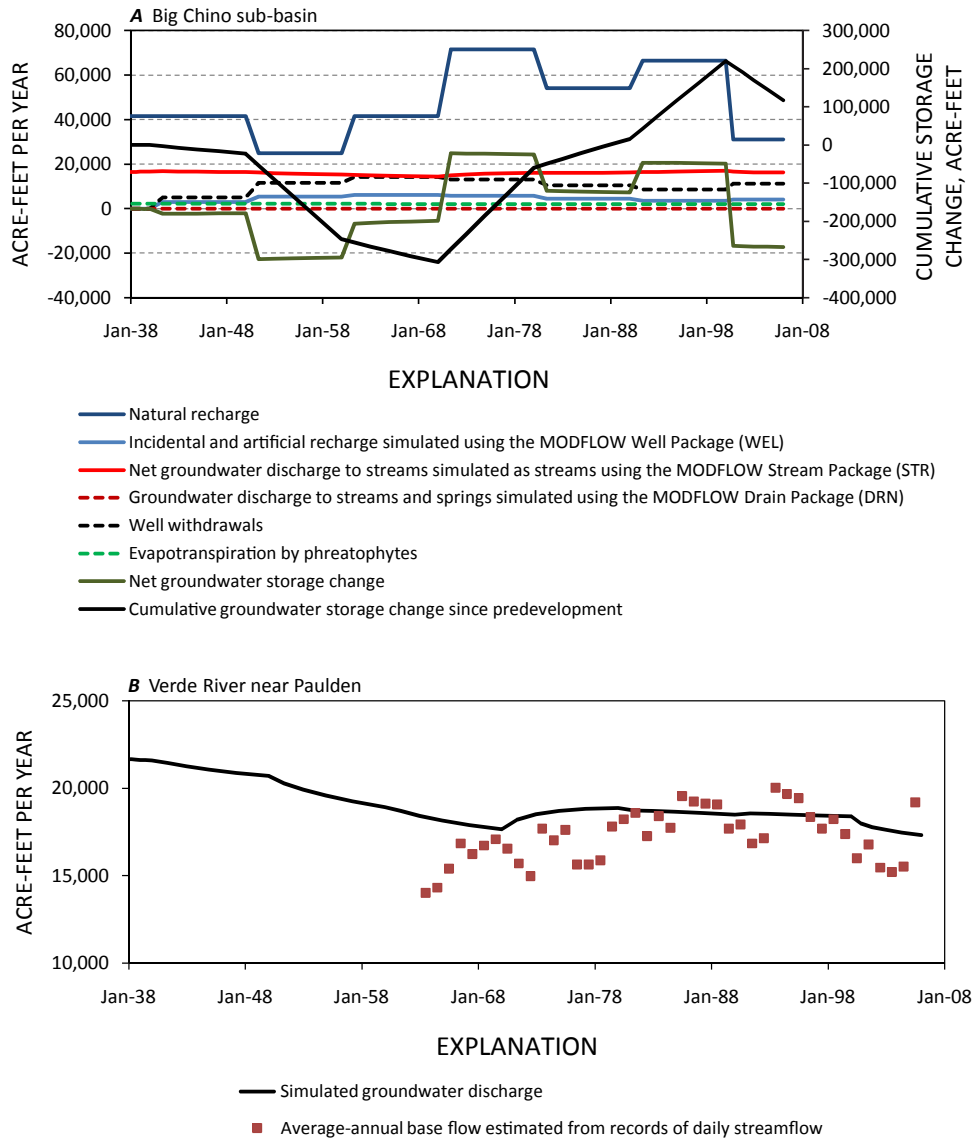 A Big Chino sub-basin
80,000
60,000
40,000
20,000
0
-20,000
-40,000
ACRE-FEET PER YEAR
300,000
200,000
100,000
0
-100,000
-200,000
-300,000
-400,000
CUMULATIVE STORAGE
CHANGE, ACRE-FEET
Jan-38 Jan-48 Jan-58 Jan-68 Jan-78 Jan-88 Jan-98 Jan-08
EXPLANATION
Natural recharge
Incidental and artificial recharge simulated using the MODFLOW Well Package (WEL)
Net groundwater discharge to streams simulated as streams using the MODFLOW Stream Package (STR)
Groundwater discharge to streams and springs simulated using the MODFLOW Drain Package (DRN)
Well withdrawals
Evapotranspiration by phreatophytes
Net groundwater storage change
Cumulative groundwater storage change since predevelopment
B Verde River near Paulden
25,000
20,000
15,000
10,000
ACRE-FEET PER YEAR
Jan-38 Jan-48 Jan-58 Jan-68 Jan-78 Jan-88 Jan-98 Jan-08
EXPLANATION
Simulated groundwater discharge
Average-annual base flow estimated from records of daily streamflow